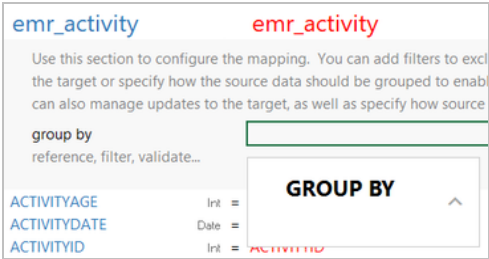 emr_activity emr_activity
Use this section to configure the mapping. You can add filters to excl
the target or specify how the source data should be grouped to enabl
can also manage updates to the target, as well as specify how source
group by
reference, filter, validate...
GROUP BY
ACTIVITYAGE Int =
ACTIVITYDATE Date =
ACTIVITYID Int = ACTIVITYID